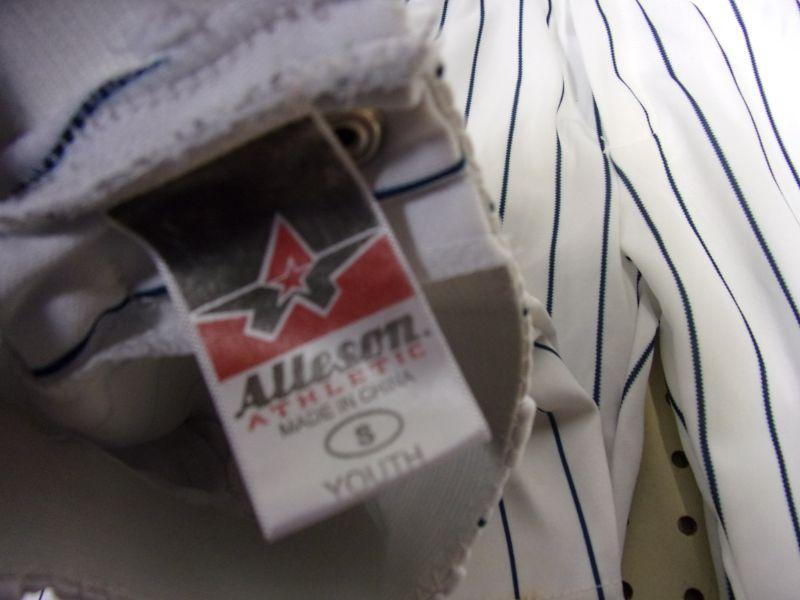 Alleson.
ATHLETIC
MADE IN CHINA
S
YOUTH